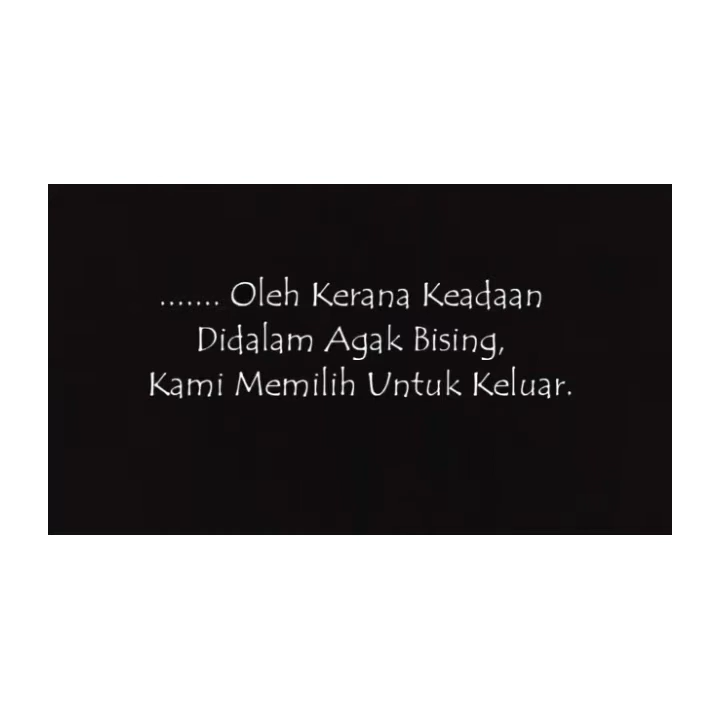 ....... Oleh Kerana Keadaan
Didalam Agak Bising,
Kami Memilih Untuk Keluar.